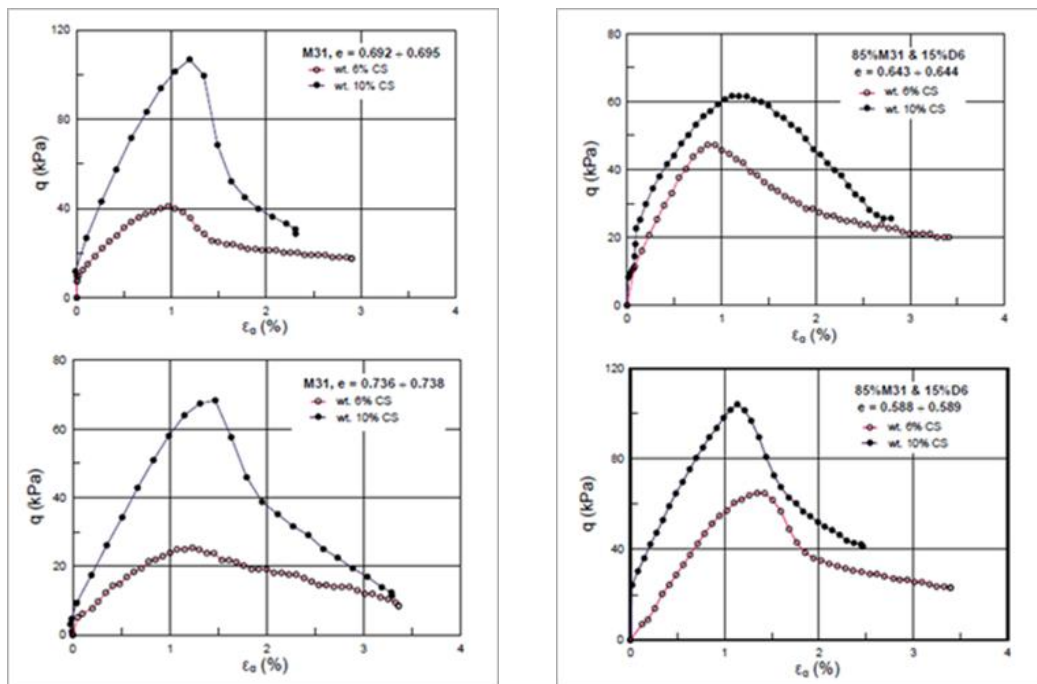 120
80
40
0
q (kPa)
M31, e = 0.692 ÷ 0.695
wt. 6% CS
wt. 10% CS
0 1 2 3 4
εₐ (%)
80
60
40
20
0
q (kPa)
M31, e = 0.736 ÷ 0.738
wt. 6% CS
wt. 10% CS
0 1 2 3 4
εₐ (%)
80
60
40
20
0
q (kPa)
85%M31 & 15%D6
e = 0.643 ÷ 0.644
wt. 6% CS
wt. 10% CS
0 1 2 3 4
εₐ (%)
120
80
40
0
q (kPa)
85%M31 & 15%D6
e = 0.588 ÷ 0.589
wt. 6% CS
wt. 10% CS
0 1 2 3 4
εₐ (%)